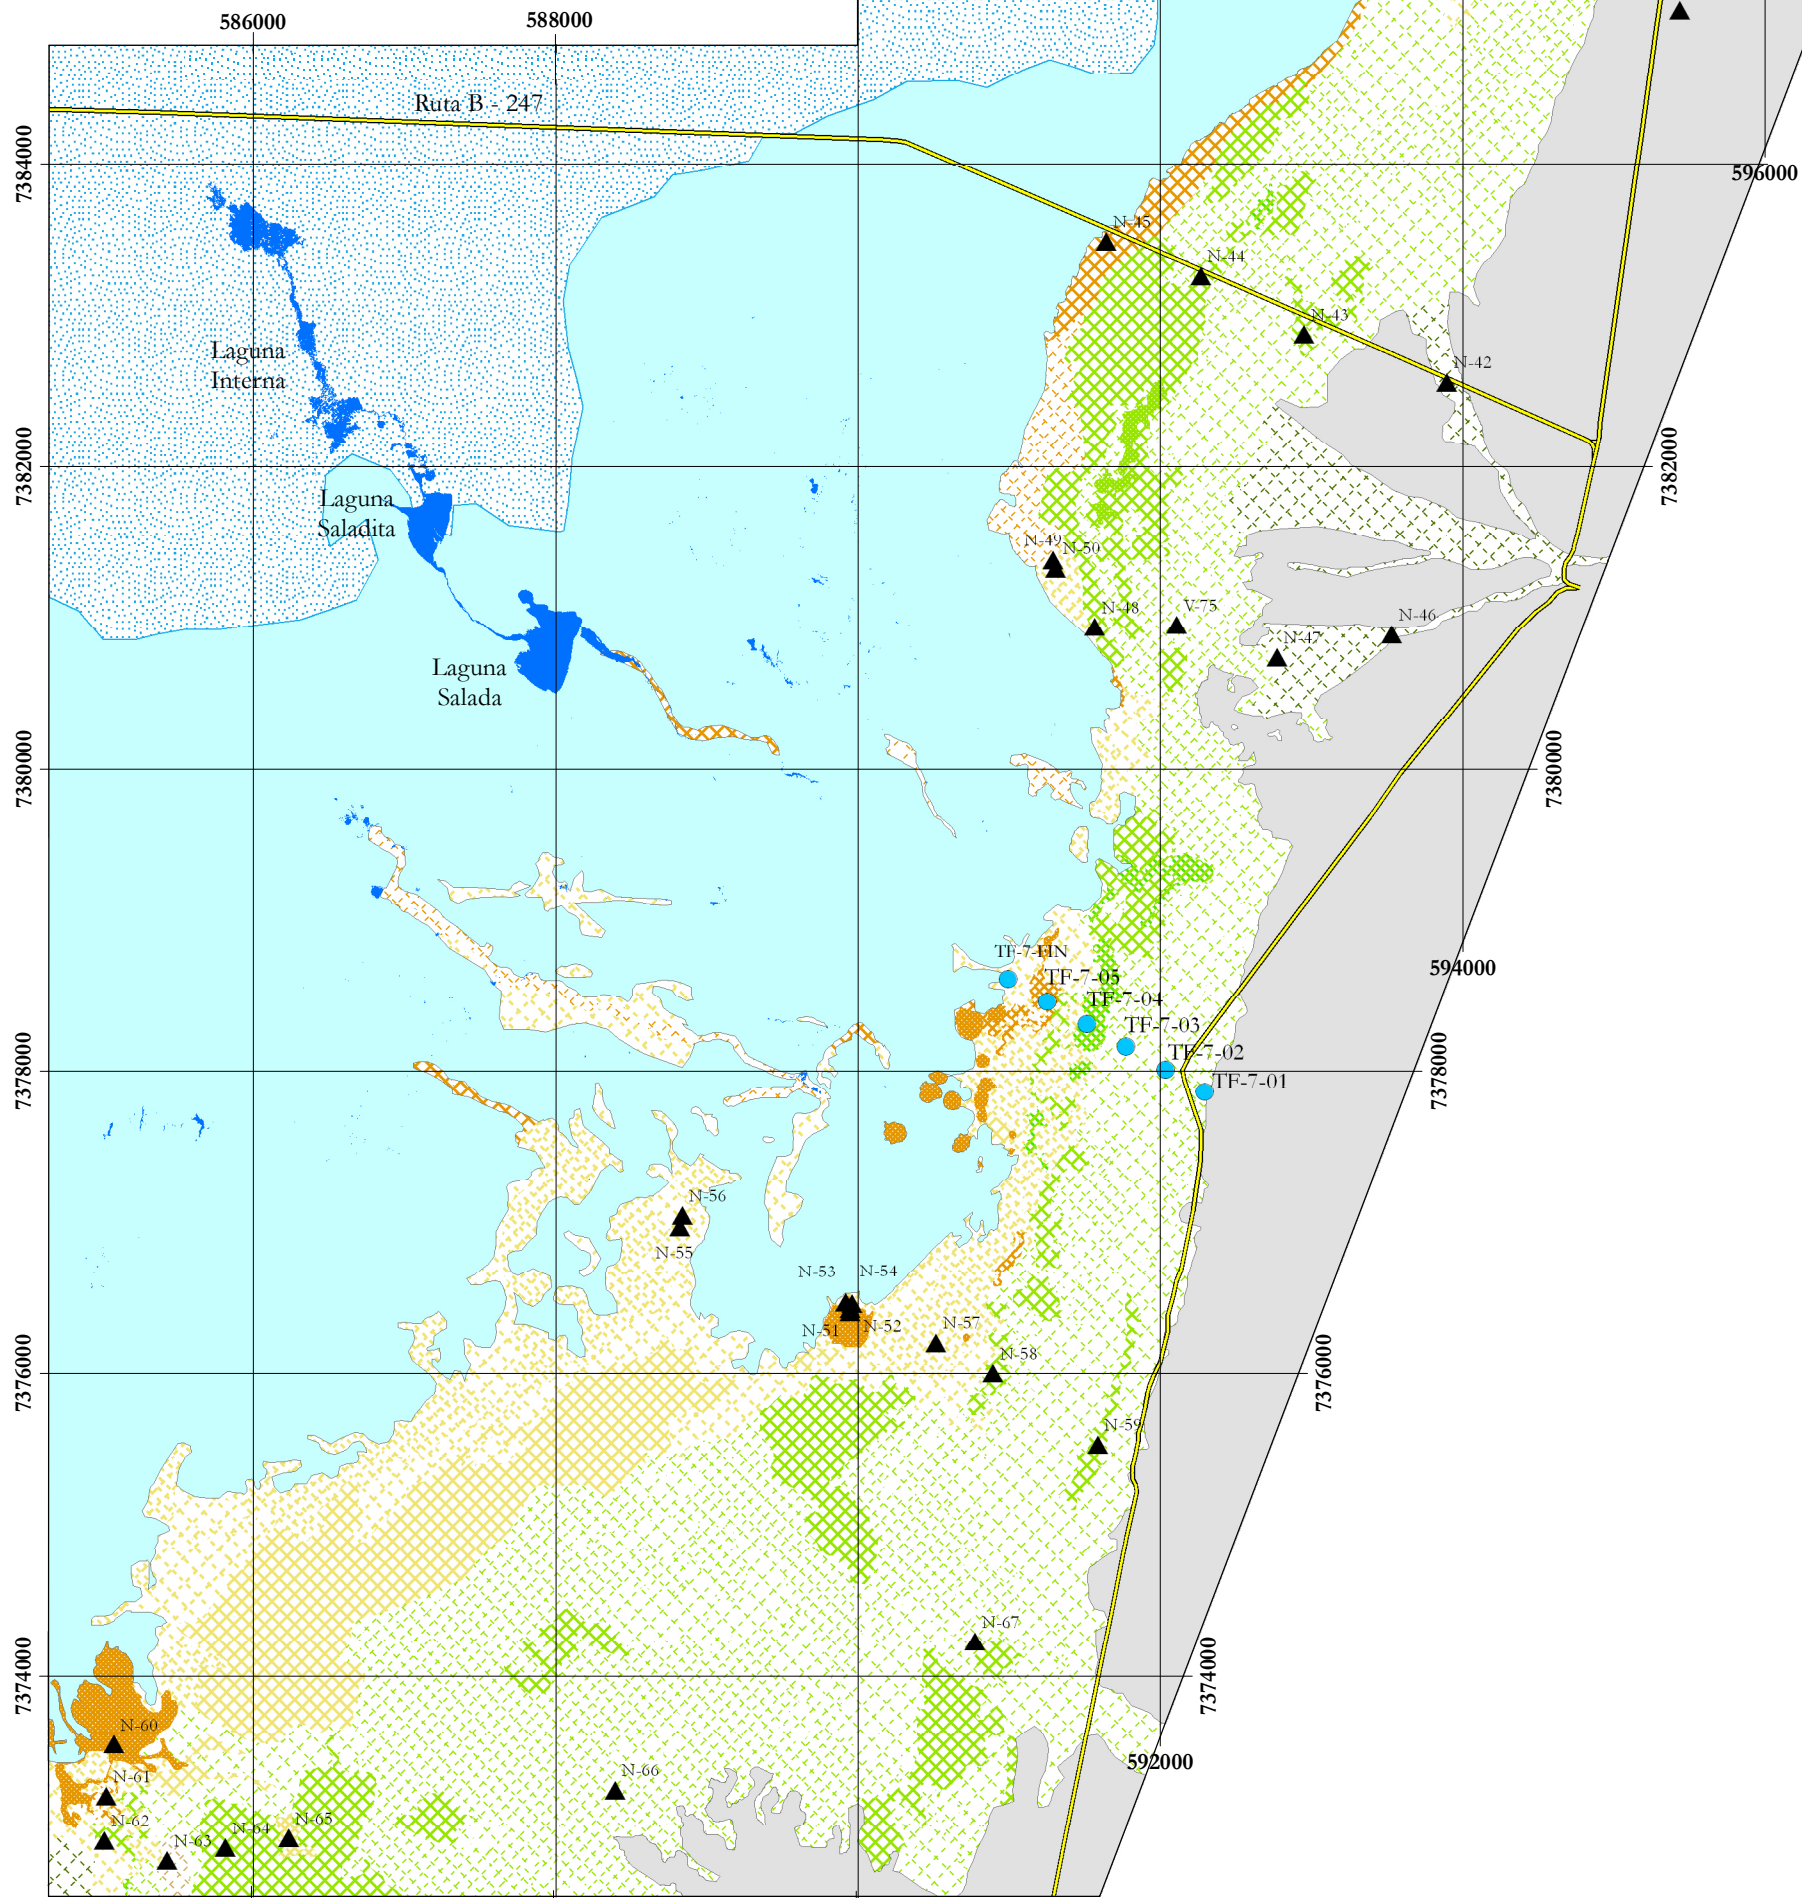 586000
588000
Ruta B - 247
7384000
596000
N-45
N-44
N-43
N-42
Laguna
Interna
7382000
7382000
Laguna
Saladita
N-49
N-50
N-48
V-75
N-46
N-47
Laguna
Salada
7380000
7380000
TF-7-FIN
TF-7-05
TF-7-04
TF-7-03
TF-7-02
TF-7-01
594000
7378000
7378000
N-56
N-55
N-53
N-54
N-51
N-52
N-57
N-58
7376000
7376000
N-59
N-67
7374000
7374000
N-60
592000
N-61
N-66
N-62
N-63
N-64
N-65